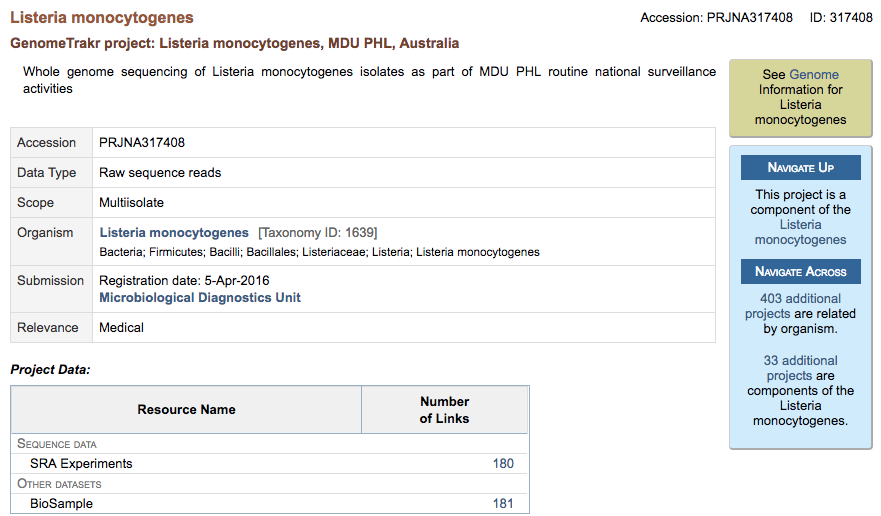 Listeria monocytogenes
Accession: PRJNA317408 ID: 317408
GenomeTrakr project: Listeria monocytogenes, MDU PHL, Australia
Whole genome sequencing of Listeria monocytogenes isolates as part of MDU PHL routine national surveillance
activities
Accession PRJNA317408
Data Type Raw sequence reads
Scope Multiisolate
Organism Listeria monocytogenes [Taxonomy ID: 1639]
Bacteria; Firmicutes; Bacilli; Bacillales; Listeriaceae; Listeria; Listeria monocytogenes
Submission Registration date: 5-Apr-2016
Microbiological Diagnostics Unit
Relevance Medical
Project Data:
Resource Name Number
of Links
SEQUENCE DATA
SRA Experiments 180
OTHER DATASETS
BioSample 181
See Genome
Information for
Listeria
monocytogenes
NAVIGATE UP
This project is a
component of the
Listeria
monocytogenes
NAVIGATE ACROSS
403 additional
projects are related
by organism.
33 additional
projects are
components of the
Listeria
monocytogenes.